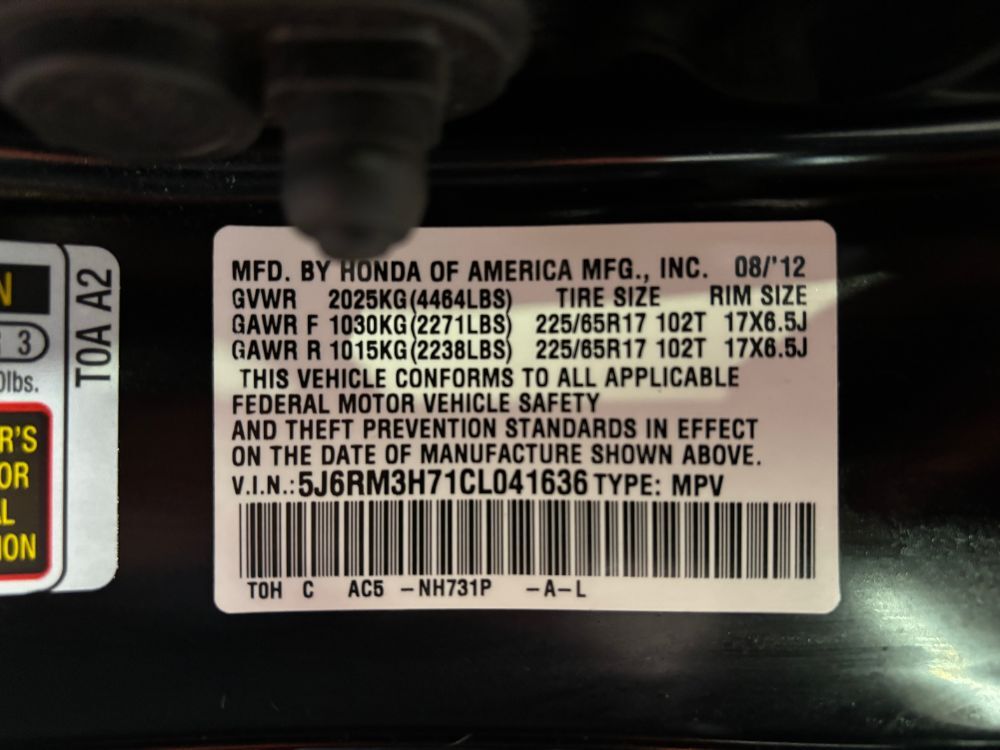 MFD. BY HONDA OF AMERICA MFG., INC. 08/'12
GVWR 2025KG(4464LBS) TIRE SIZE RIM SIZE
GAWR F 1030KG(2271LBS) 225/65R17 102T 17X6.5J
GAWR R 1015KG(2238LBS) 225/65R17 102T 17X6.5J
THIS VEHICLE CONFORMS TO ALL APPLICABLE
FEDERAL MOTOR VEHICLE SAFETY
AND THEFT PREVENTION STANDARDS IN EFFECT
ON THE DATE OF MANUFACTURE SHOWN ABOVE.
V.I.N.:5J6RM3H71CL041636 TYPE: MPV
TOH C AC5 -NH731P -A-L
T0A A2
3
lbs.